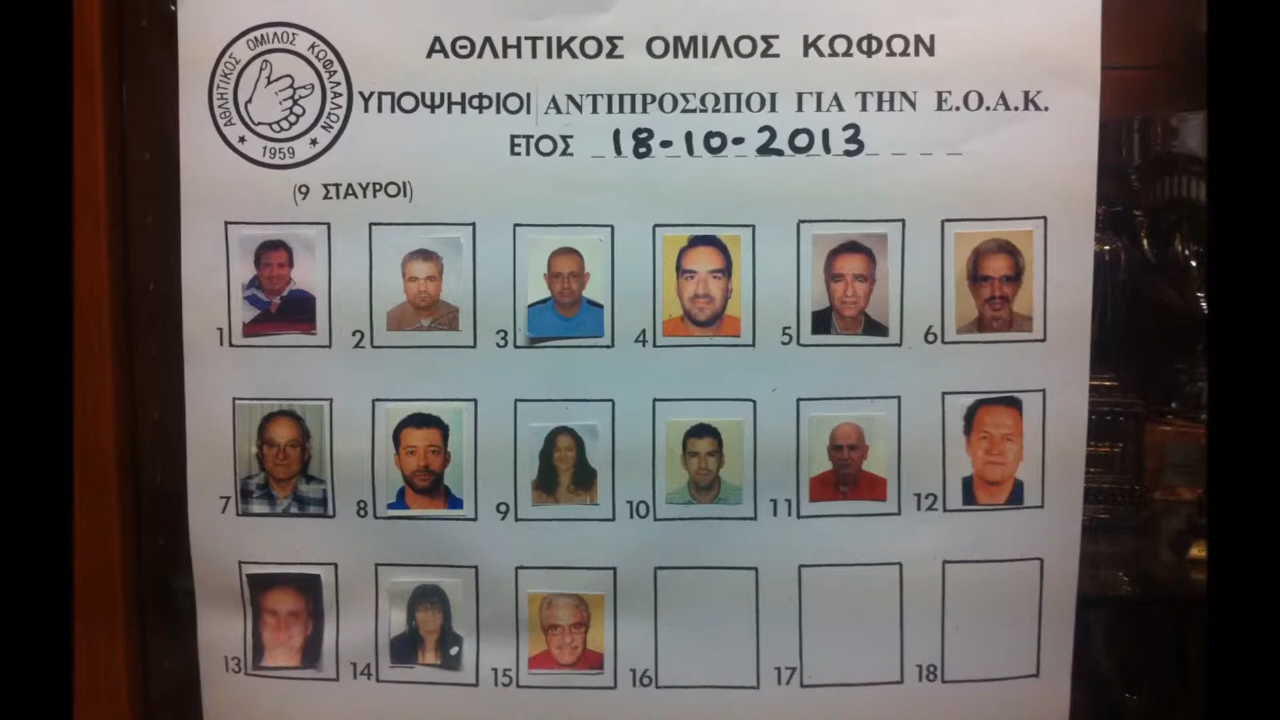 ΑΘΛΗΤΙΚΟΣ ΟΜΙΛΟΣ ΚΩΦΑΛΑΛΩΝ
1959
ΑΘΛΗΤΙΚΟΣ ΟΜΙΛΟΣ ΚΩΦΩΝ
ΥΠΟΨΗΦΙΟΙ ΑΝΤΙΠΡΟΣΩΠΟΙ ΓΙΑ ΤΗΝ Ε.Ο.Α.Κ.
ΕΤΟΣ 18-10-2013
(9 ΣΤΑΥΡΟΙ)
1 2 3 4 5 6
7 8 9 10 11 12
13 14 15 16 17 18